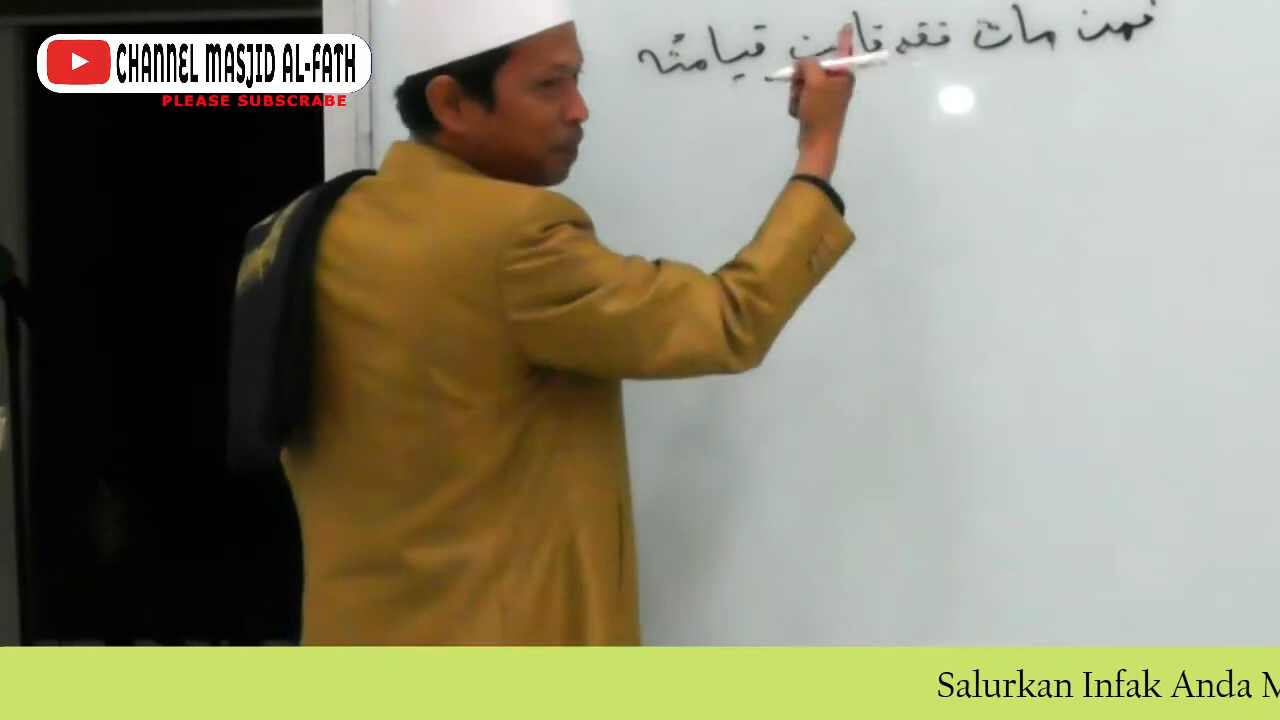 CHANNEL MASJID AL-FATH
PLEASE SUBSCRABE
فمن مات فقد قامت قيامته
Salurkan Infak Anda M